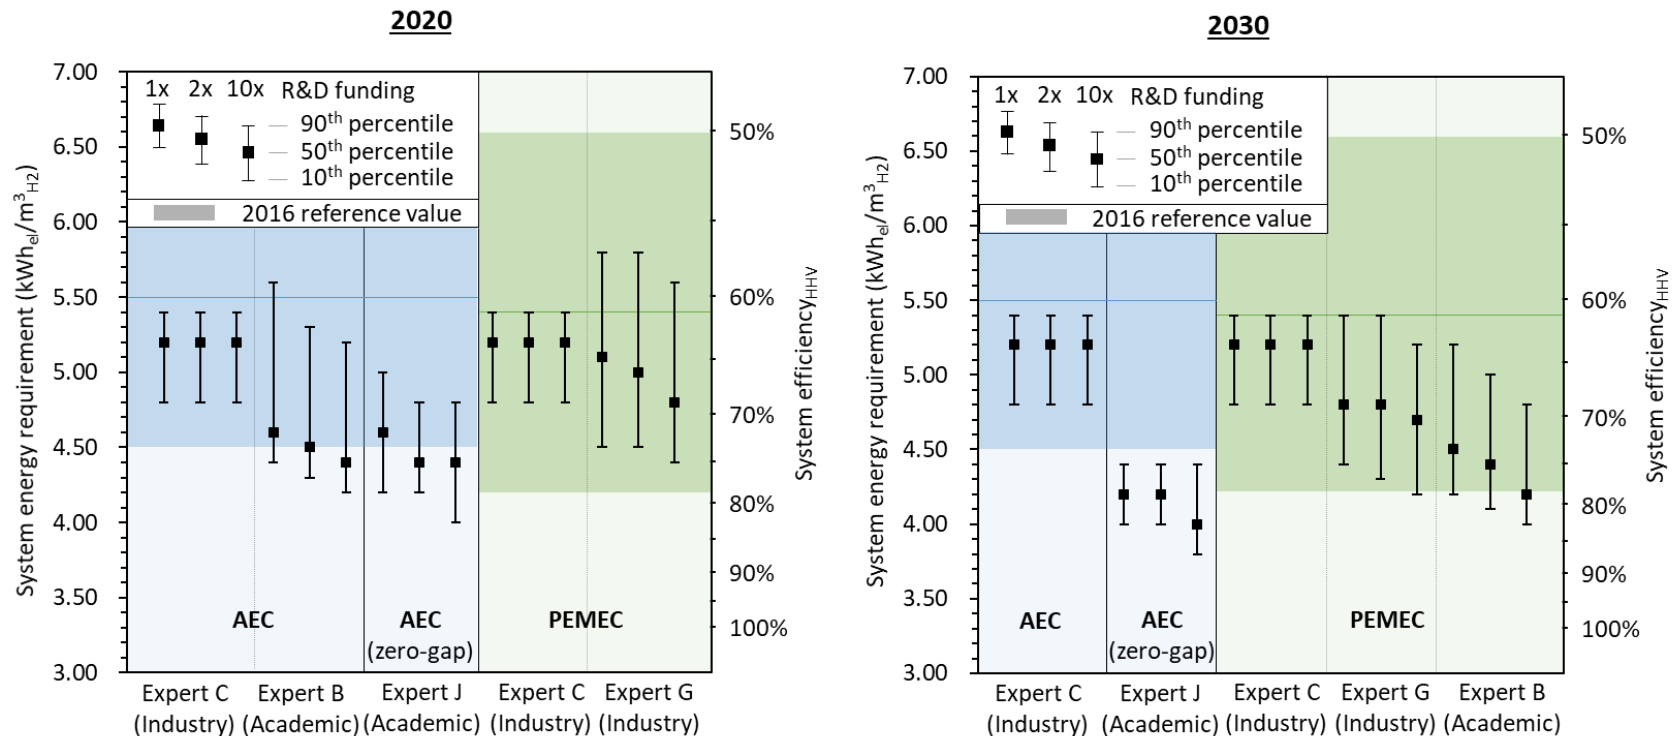 2020
7.00
6.50
6.00
5.50
5.00
4.50
4.00
3.50
3.00
System energy requirement (kWhel/m³H2)
1x 2x 10x R&D funding
90th percentile
50th percentile
10th percentile
2016 reference value
50%
60%
70%
80%
90%
100%
System efficiencyHHV
AEC
AEC
(zero-gap)
PEMEC
Expert C
(Industry)
Expert B
(Academic)
Expert J
(Academic)
Expert C
(Industry)
Expert G
(Industry)
2030
7.00
6.50
6.00
5.50
5.00
4.50
4.00
3.50
3.00
System energy requirement (kWhel/m³H2)
1x 2x 10x R&D funding
90th percentile
50th percentile
10th percentile
2016 reference value
50%
60%
70%
80%
90%
100%
System efficiencyHHV
AEC
AEC
(zero-gap)
PEMEC
Expert C
(Industry)
Expert J
(Academic)
Expert C
(Industry)
Expert G
(Industry)
Expert B
(Academic)